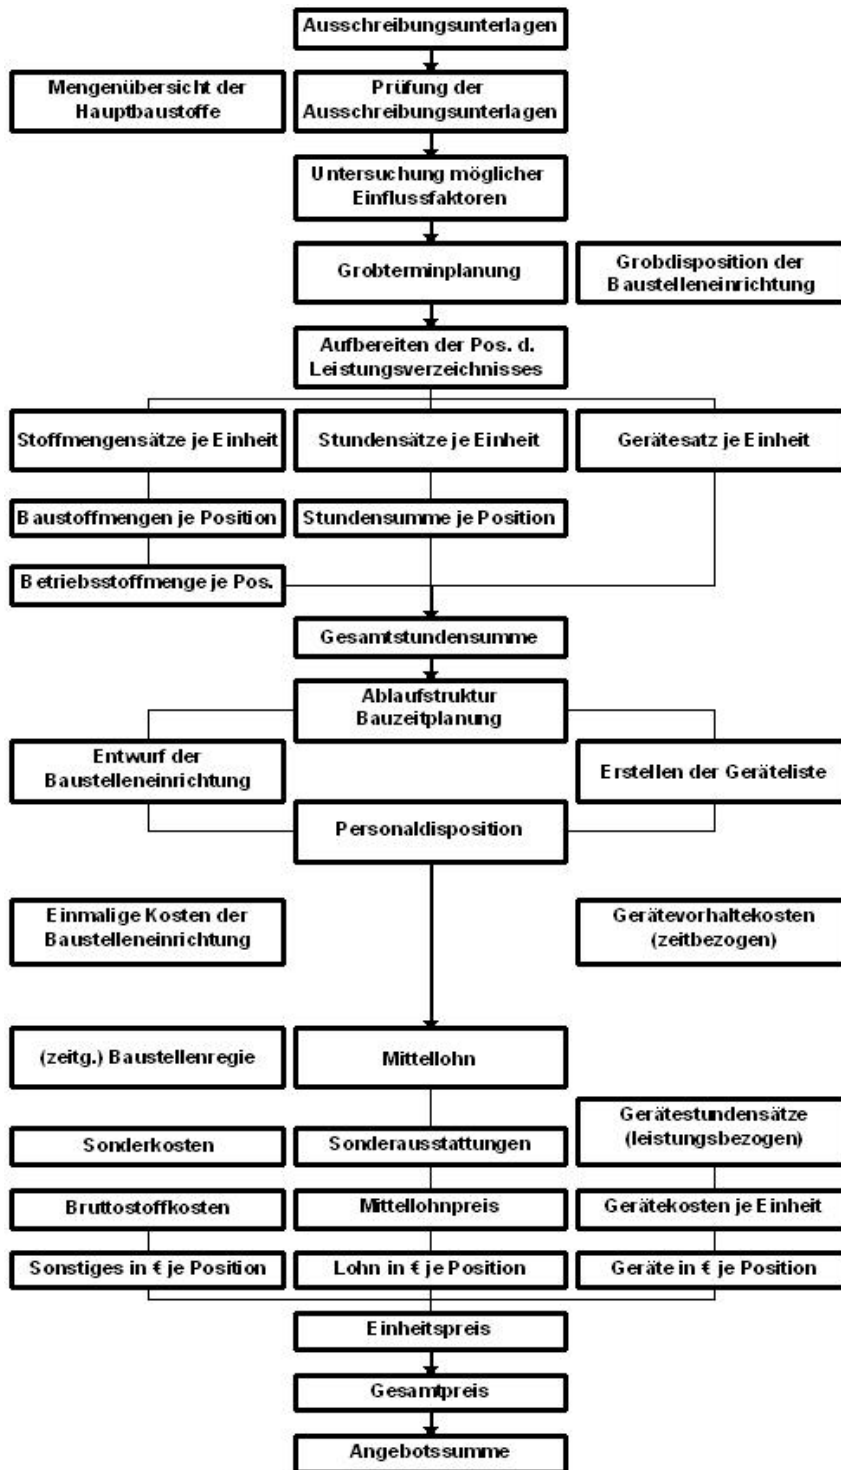 Ausschreibungsunterlagen
Mengenübersicht der
Hauptbaustoffe
Prüfung der
Ausschreibungsunterlagen
Untersuchung möglicher
Einflussfaktoren
Grobterminplanung
Grobdisposition der
Baustelleneinrichtung
Aufbereiten der Pos. d.
Leistungsverzeichnisses
Stoffmengensätze je Einheit
Stundensätze je Einheit
Gerätesatz je Einheit
Baustoffmengen je Position
Stundensumme je Position
Betriebsstoffmenge je Pos.
Gesamtstundensumme
Ablaufstruktur
Bauzeitplanung
Entwurf der
Baustelleneinrichtung
Erstellen der Geräteliste
Personaldisposition
Einmalige Kosten der
Baustelleneinrichtung
Gerätevorhaltekosten
(zeitbezogen)
(zeitg.) Baustellenregie
Mittellohn
Gerätestundensätze
(leistungsbezogen)
Sonderkosten
Sonderausstattungen
Bruttostoffkosten
Mittellohnpreis
Gerätekosten je Einheit
Sonstiges in € je Position
Lohn in € je Position
Geräte in € je Position
Einheitspreis
Gesamtpreis
Angebotssumme